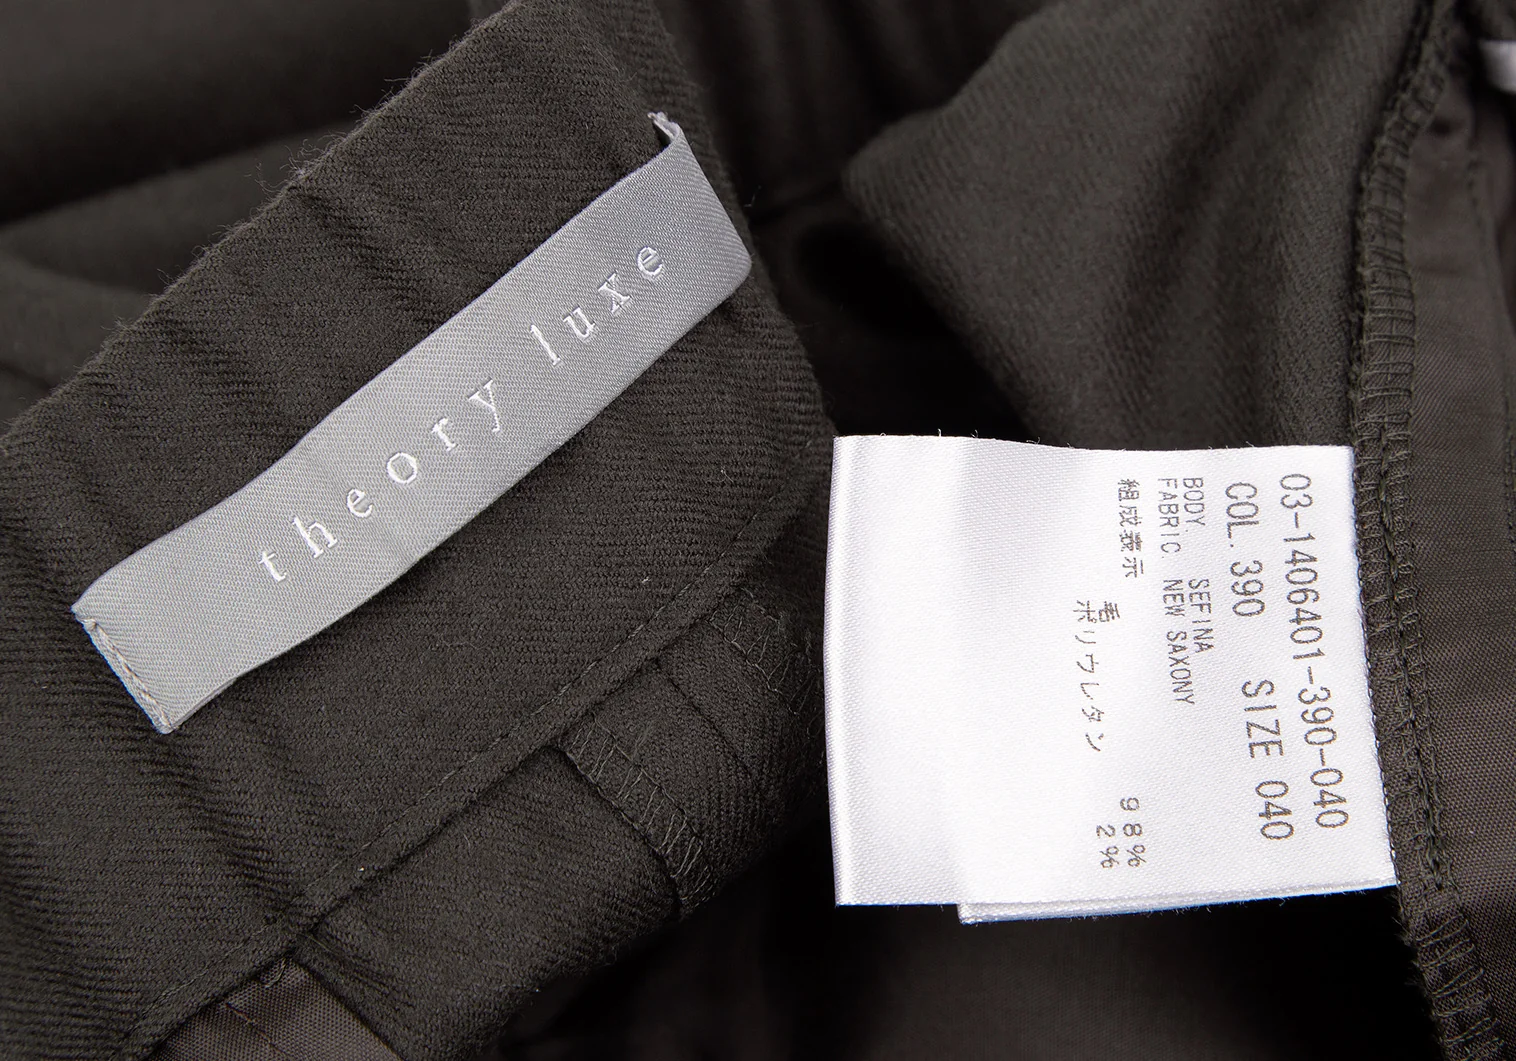 theory luxe
03-1406401-390-040
COL. 390 SIZE 040
BODY. SEFINA
FABRIC. NEW SAXONY
組成表示
毛 98%
ポリウレタン 2%